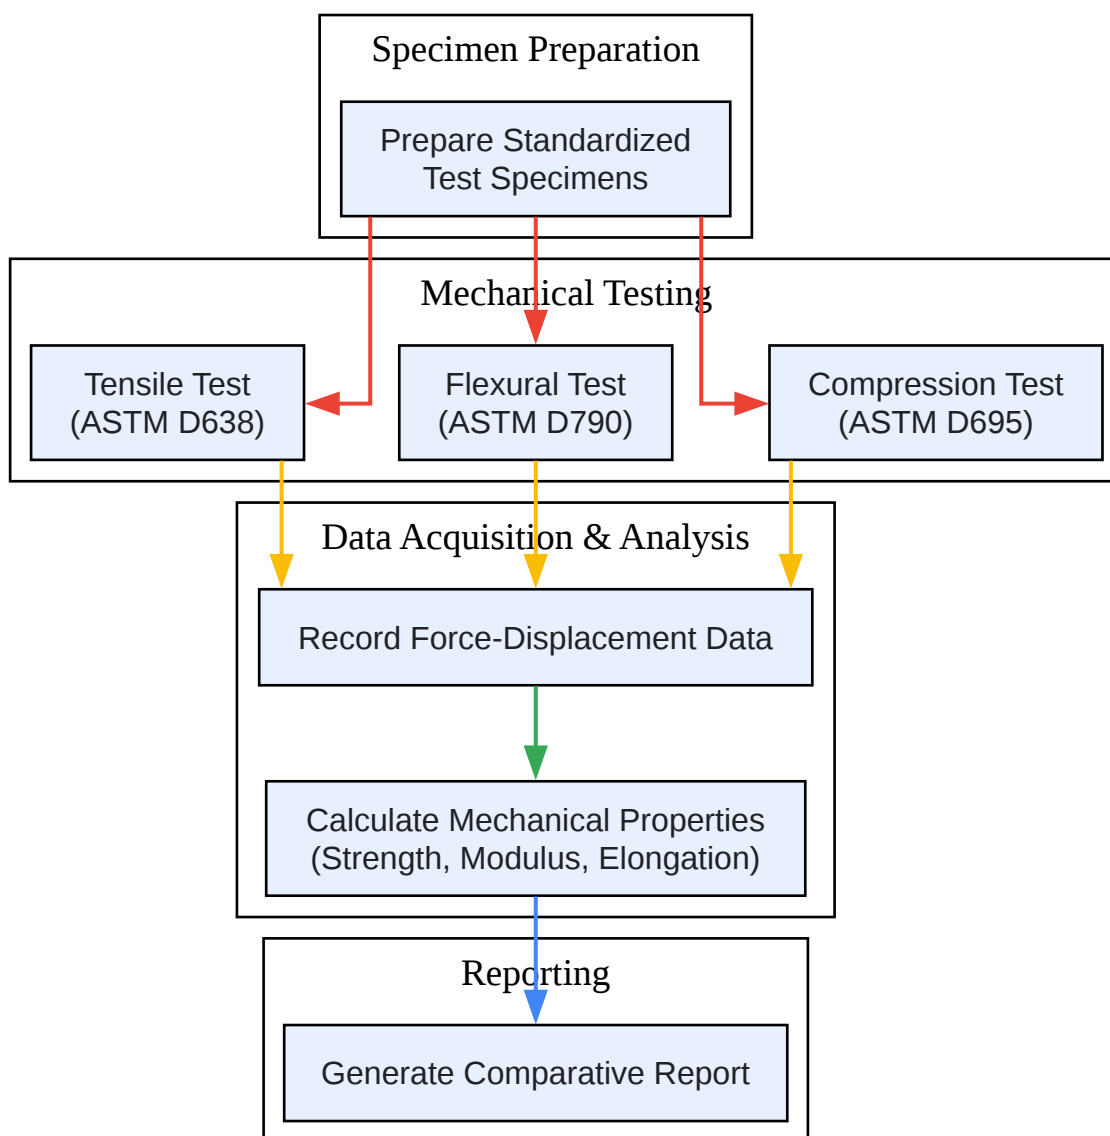 Specimen Preparation
Prepare Standardized
Test Specimens
Mechanical Testing
Tensile Test
(ASTM D638)
Flexural Test
(ASTM D790)
Compression Test
(ASTM D695)
Data Acquisition & Analysis
Record Force-Displacement Data
Calculate Mechanical Properties
(Strength, Modulus, Elongation)
Reporting
Generate Comparative Report